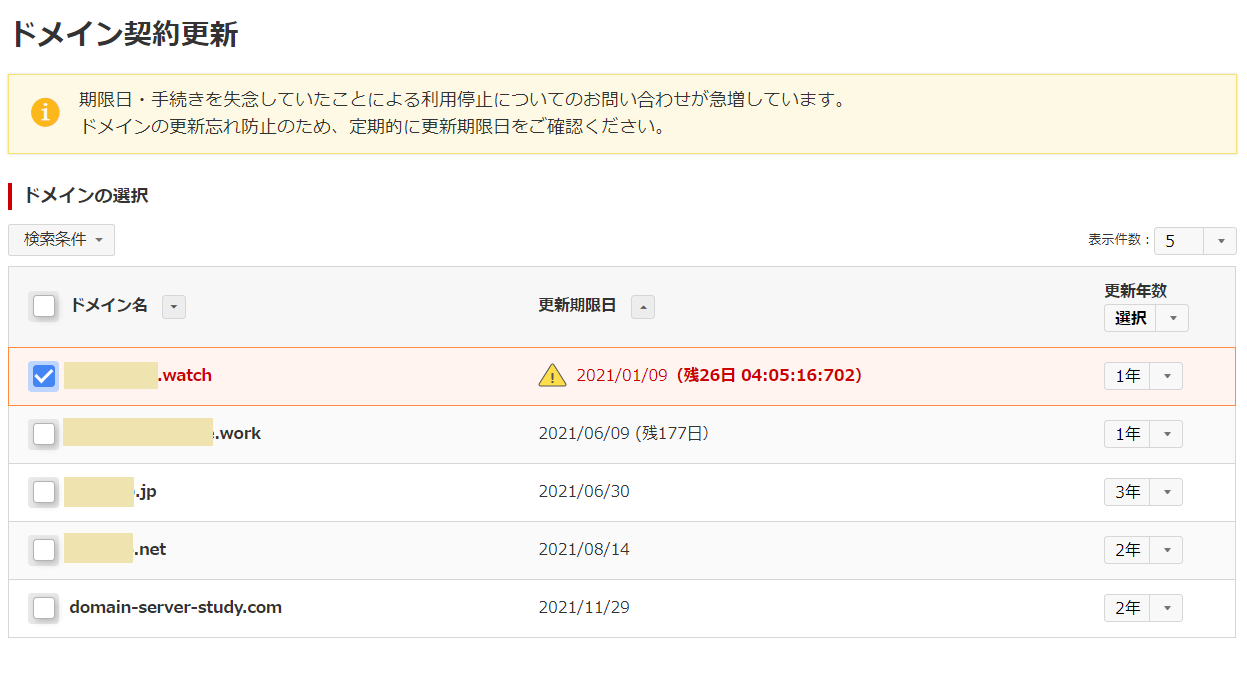 ドメイン契約更新
期限日・手続きを失念していたことによる利用停止についてのお問い合わせが急増しています。
ドメインの更新忘れ防止のため、定期的に更新期限日をご確認ください。
ドメインの選択
検索条件
表示件数： 5
ドメイン名 更新期限日 更新年数
選択
.watch 2021/01/09（残26日 04:05:16:702） 1年
.work 2021/06/09 (残177日) 1年
.jp 2021/06/30 3年
.net 2021/08/14 2年
domain-server-study.com 2021/11/29 2年